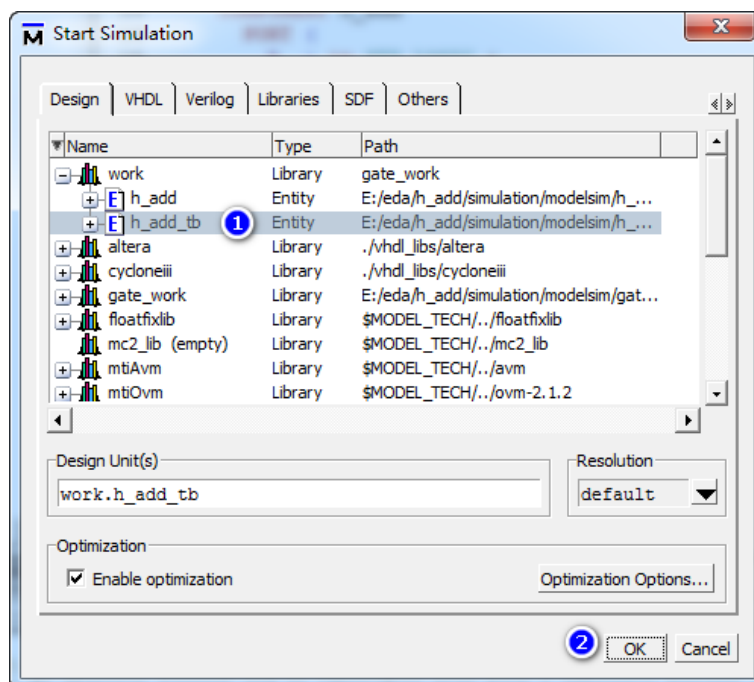 Start Simulation
Design VHDL Verilog Libraries SDF Others
Name Type Path
work Library gate_work
h_add Entity E:/eda/h_add/simulation/modelsim/h_...
h_add_tb 1 Entity E:/eda/h_add/simulation/modelsim/h_...
altera Library ./vhdl_libs/altera
cycloneiii Library ./vhdl_libs/cycloneiii
gate_work Library E:/eda/h_add/simulation/modelsim/gat...
floatfixlib Library $MODEL_TECH/../floatfixlib
mc2_lib (empty) Library $MODEL_TECH/../mc2_lib
mtiAvm Library $MODEL_TECH/../avm
mtiOvm Library $MODEL_TECH/../ovm-2.1.2
Design Unit(s) Resolution
work.h_add_tb default
Optimization
Enable optimization Optimization Options...
2 OK Cancel